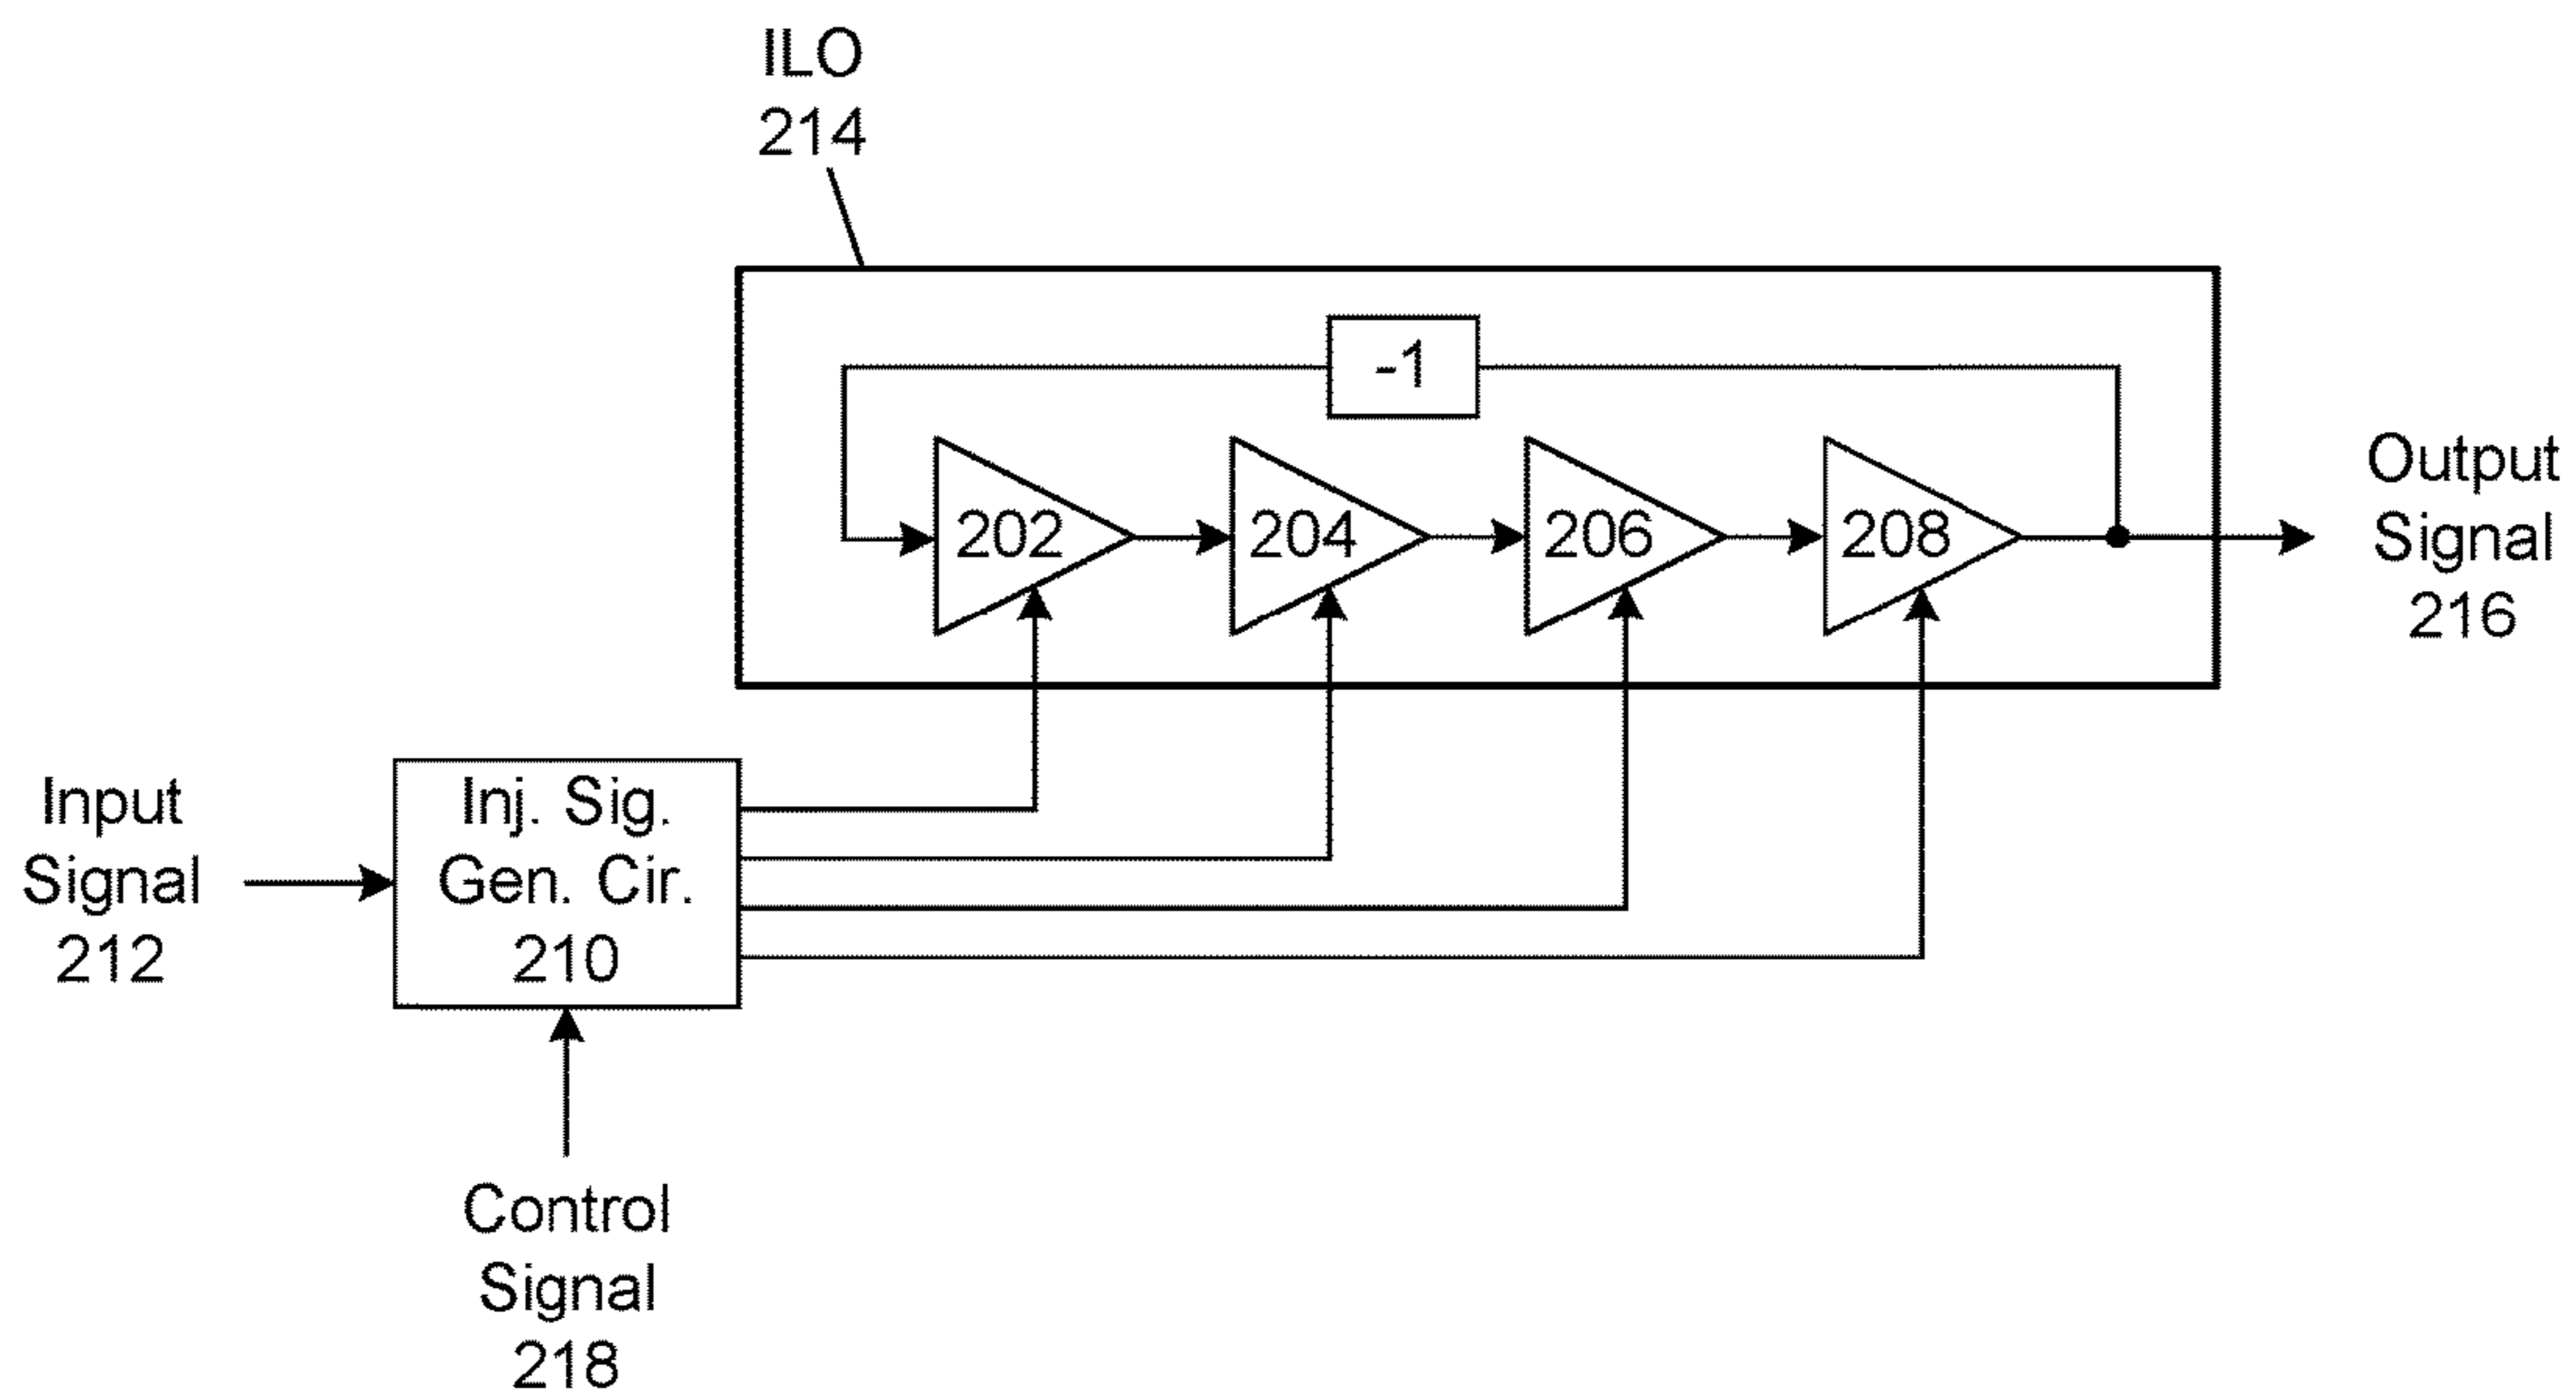 ILO
214
-1
202
204
206
208
Output
Signal
216
Input
Signal
212
Inj. Sig.
Gen. Cir.
210
Control
Signal
218